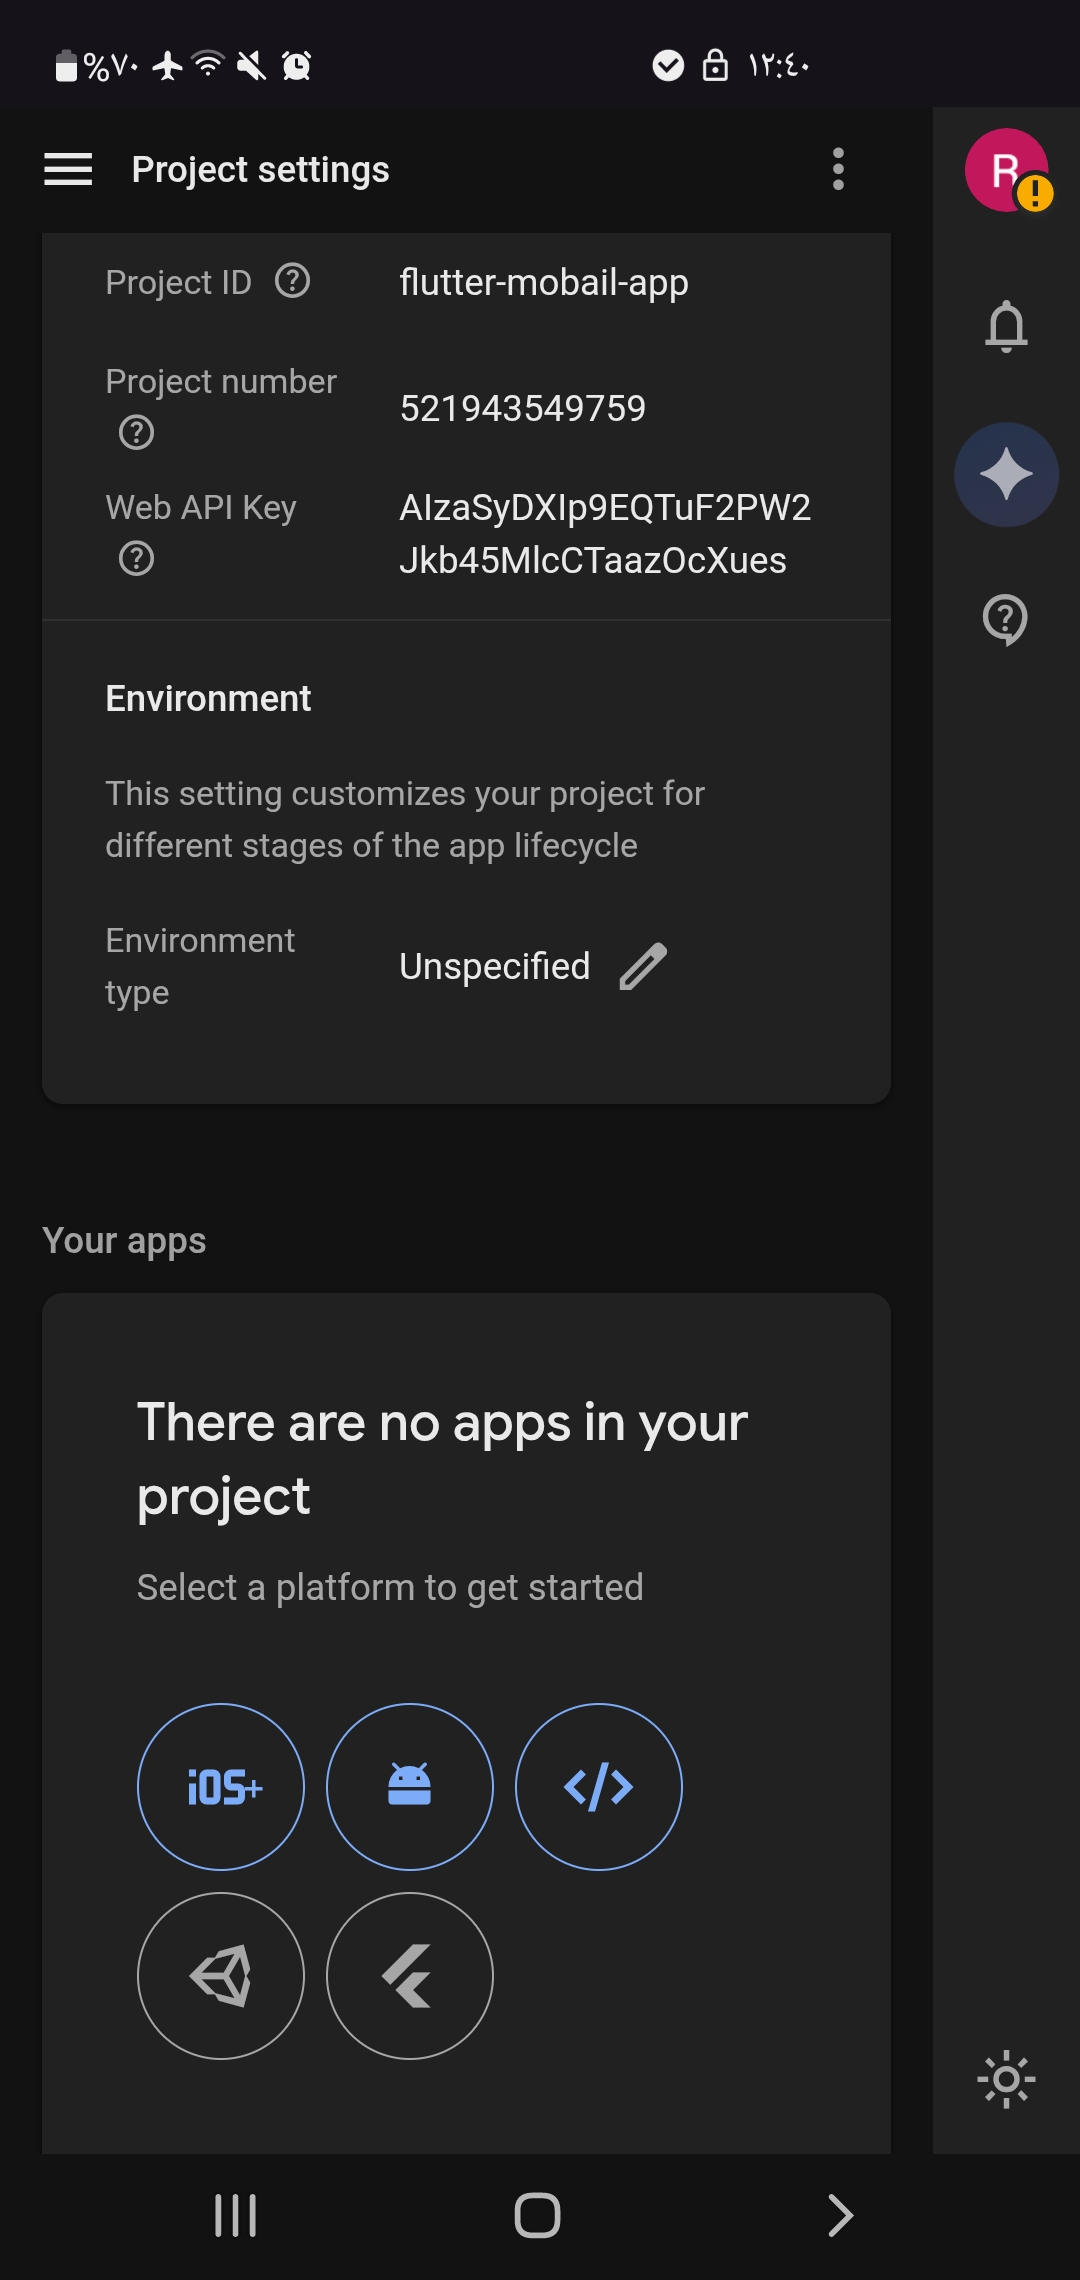 %٧٠
١٢:٤٠
Project settings
R
Project ID
flutter-mobail-app
Project number
521943549759
Web API Key
AIzaSyDXIp9EQTuF2PW2
Jkb45MlcCTaazOcXues
Environment
This setting customizes your project for
different stages of the app lifecycle
Environment
type
Unspecified
Your apps
There are no apps in your
project
Select a platform to get started
iOS+